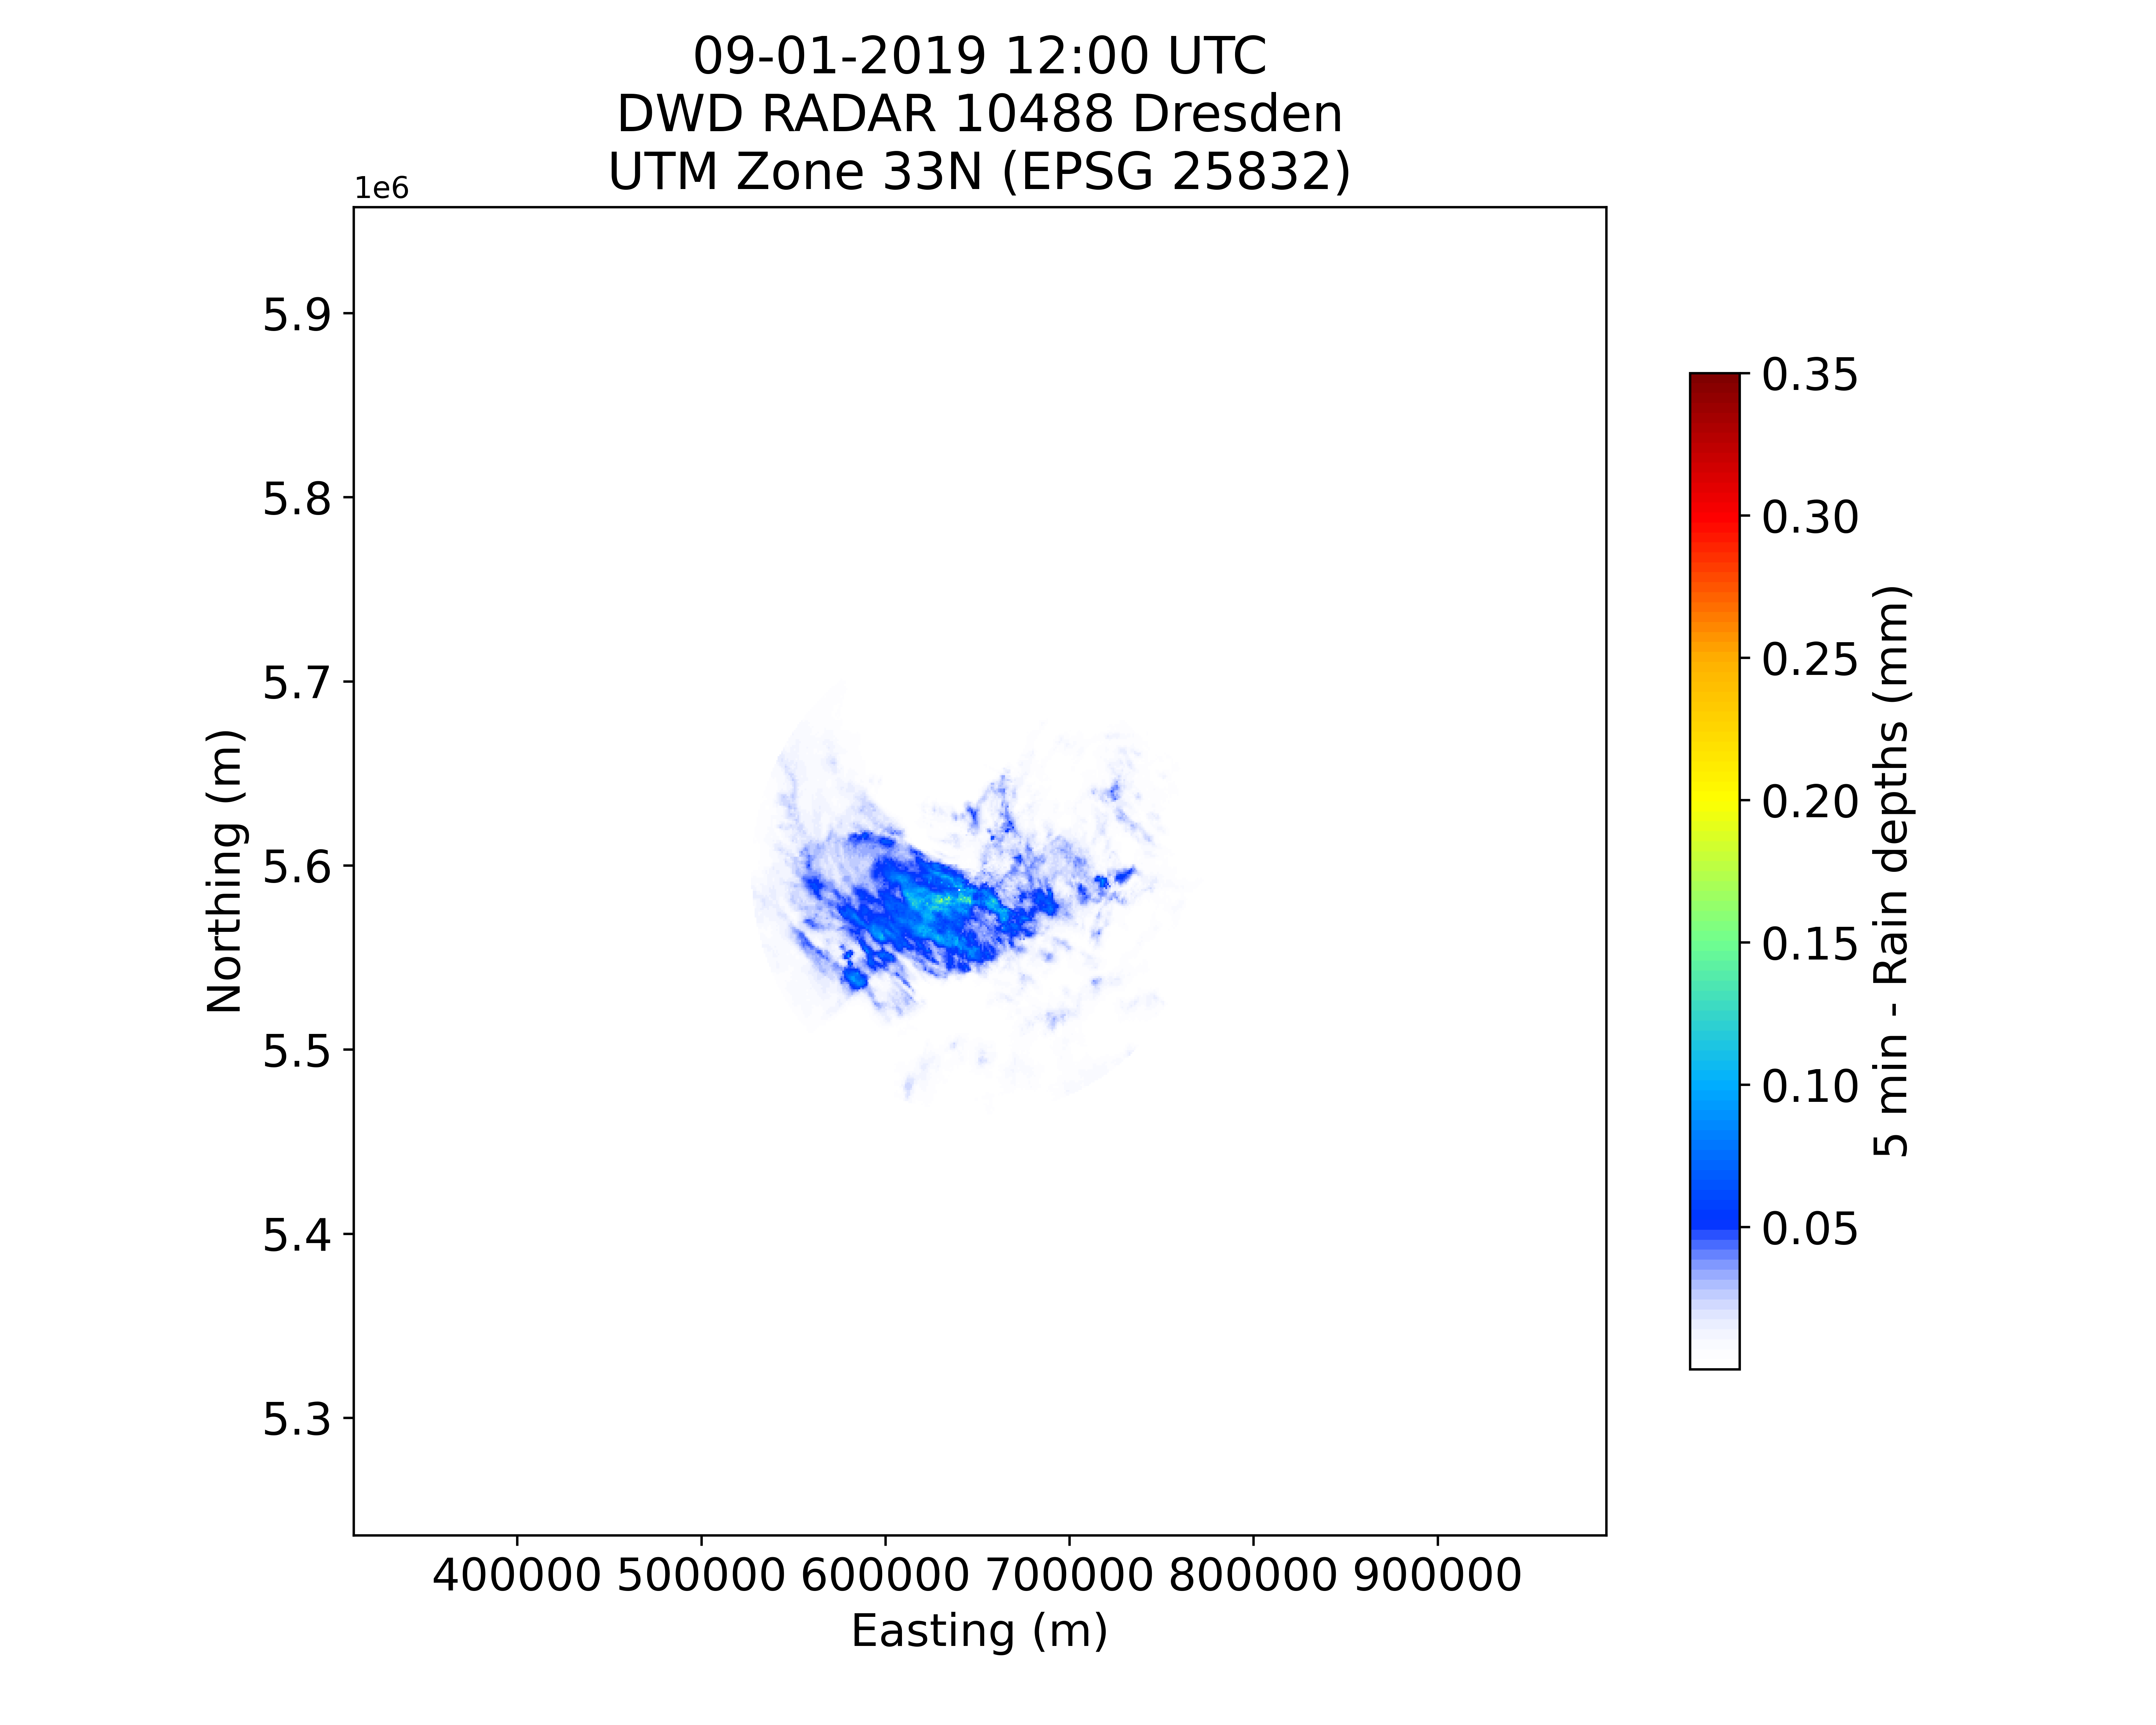 09-01-2019 12:00 UTC
DWD RADAR 10488 Dresden
UTM Zone 33N (EPSG 25832)
1e6
5.9
5.8
5.7
5.6
5.5
5.4
5.3
Northing (m)
400000 500000 600000 700000 800000 900000
Easting (m)
0.35
0.30
0.25
0.20
0.15
0.10
0.05
5 min - Rain depths (mm)